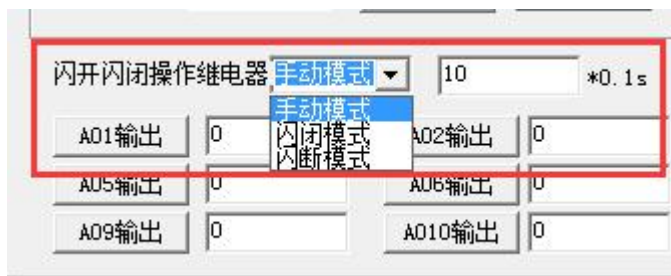 闪开闪闭操作继电器 手动模式 10 *0.1s
手动模式
闪闭模式
闪断模式
A01输出 0 A02输出 0
A05输出 0 A06输出 0
A09输出 0 A010输出 0